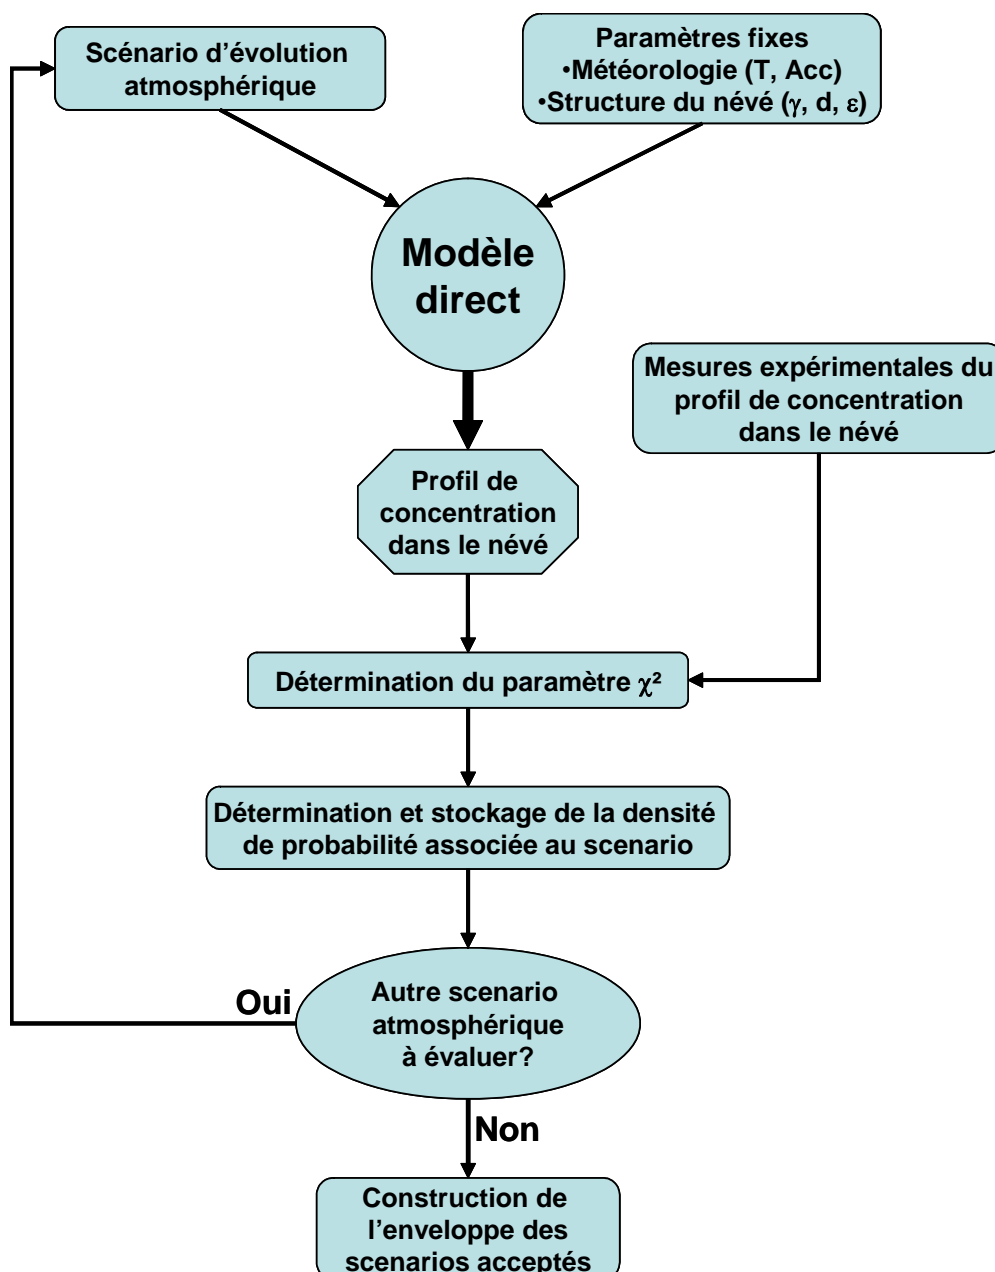 Scénario d'évolution
atmosphérique
Paramètres fixes
•Météorologie (T, Acc)
•Structure du névé (γ, d, ε)
Modèle
direct
Mesures expérimentales du
profil de concentration
dans le névé
Profil de
concentration
dans le névé
Détermination du paramètre χ²
Détermination et stockage de la densité
de probabilité associée au scenario
Autre scenario
atmosphérique
à évaluer?
Oui
Non
Construction de
l'enveloppe des
scenarios acceptés